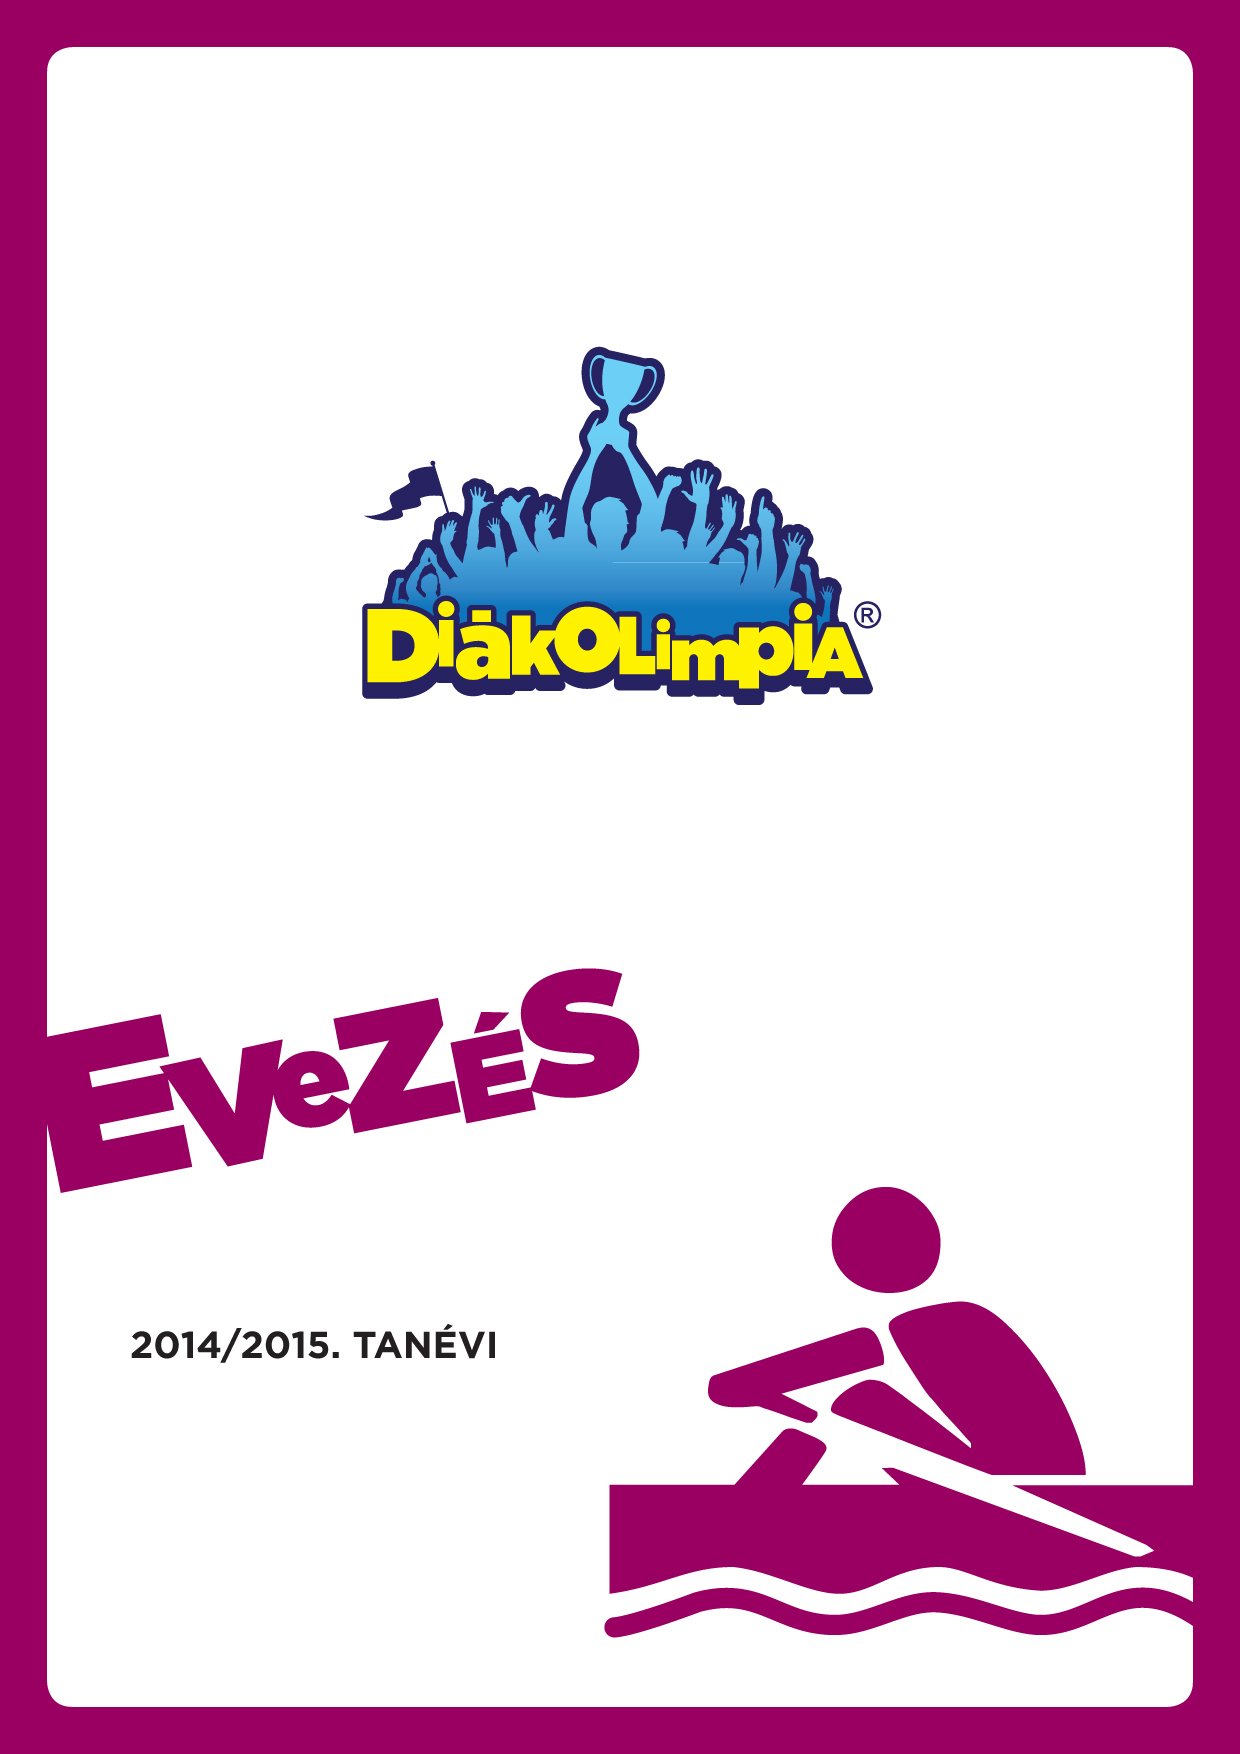 DiákOLimpiA®
EVeZÉS
2014/2015. TANÉVI